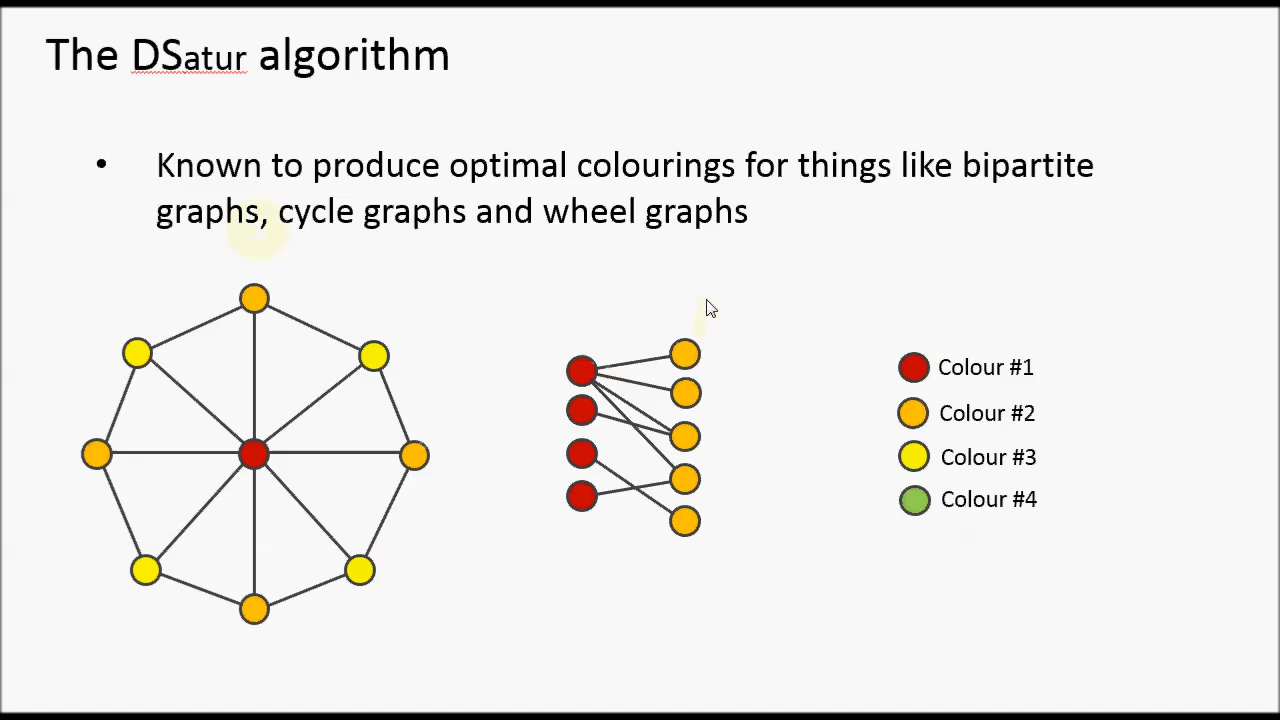 The DSatur algorithm
• Known to produce optimal colourings for things like bipartite
graphs, cycle graphs and wheel graphs
Colour #1
Colour #2
Colour #3
Colour #4